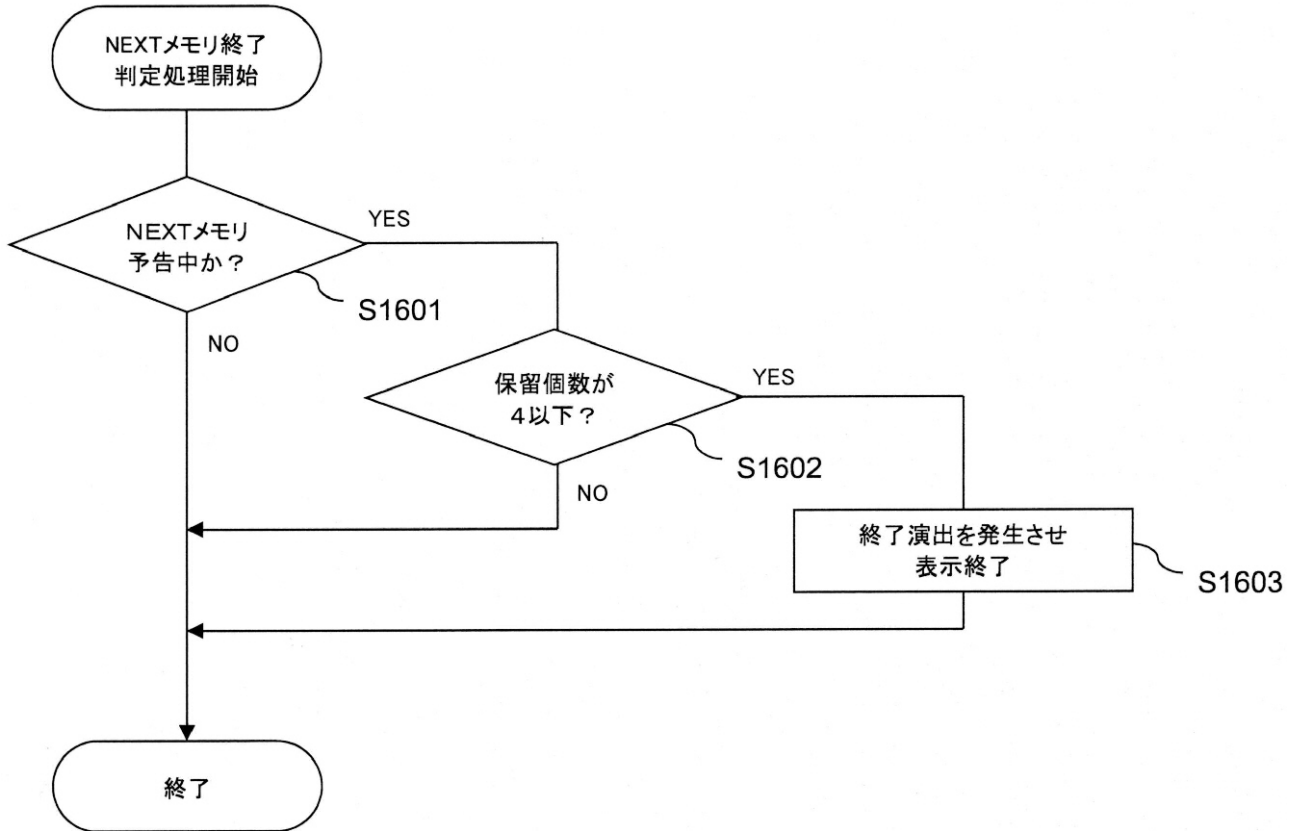 NEXTメモリ終了
判定処理開始
NEXTメモリ
予告中か？
YES
S1601
NO
保留個数が
４以下？
YES
S1602
NO
終了演出を発生させ
表示終了
S1603
終了